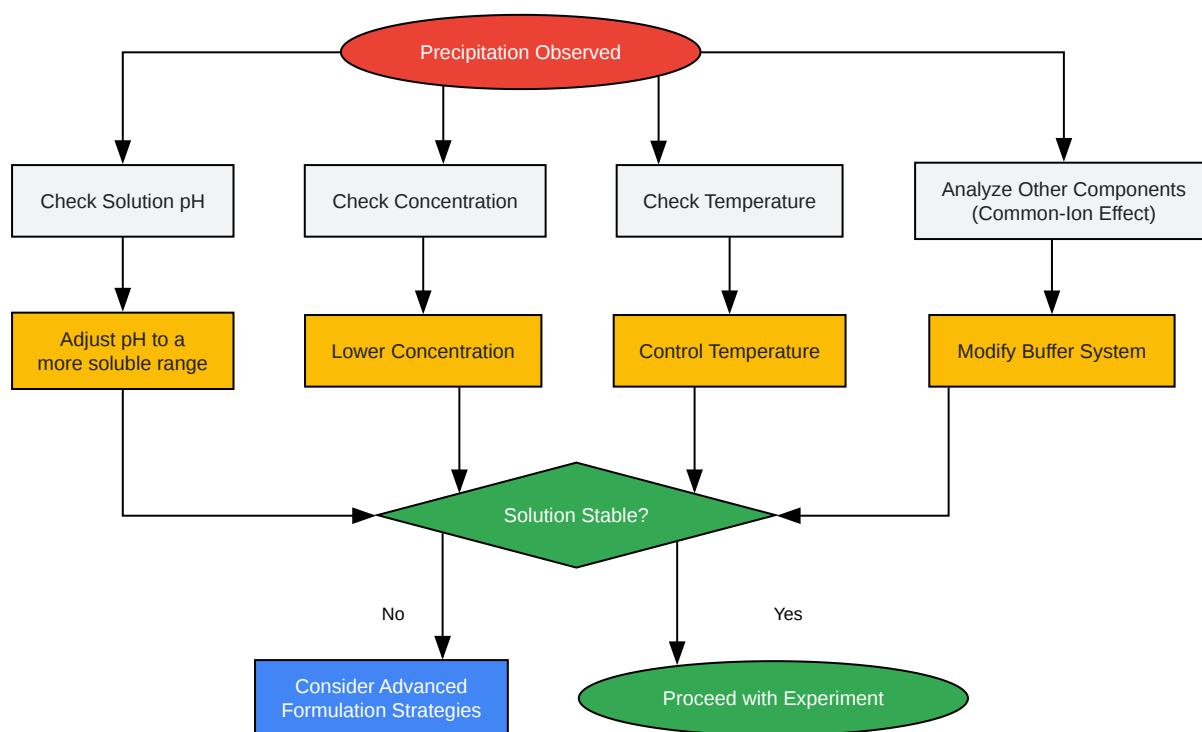 Precipitation Observed
Check Solution pH
Check Concentration
Check Temperature
Analyze Other Components
(Common-Ion Effect)
Adjust pH to a
more soluble range
Lower Concentration
Control Temperature
Modify Buffer System
Solution Stable?
No
Yes
Consider Advanced
Formulation Strategies
Proceed with Experiment